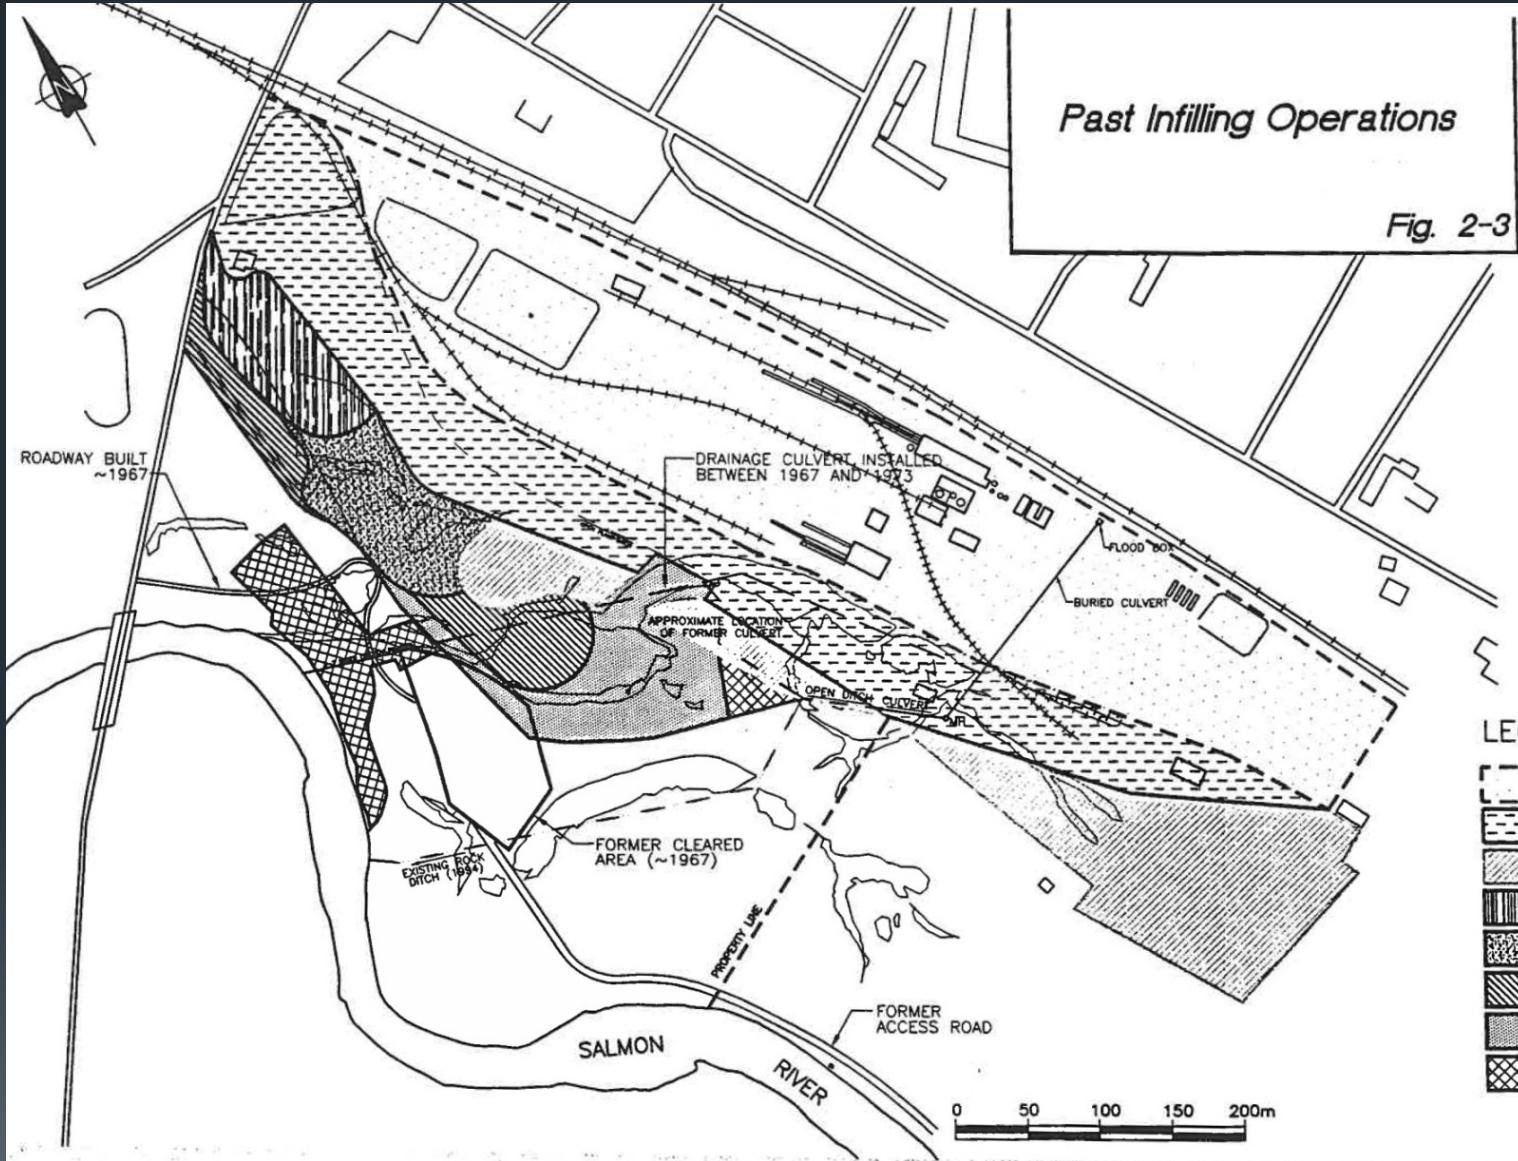 Past Infilling Operations
Fig. 2-3
N
ROADWAY BUILT
~1967
DRAINAGE CULVERT INSTALLED
BETWEEN 1967 AND 1973
FLOOD BOX
BURIED CULVERT
APPROXIMATE LOCATION
OF FORMER CULVERT
OPEN DITCH CULVERT
FORMER CLEARED
AREA (~1967)
EXISTING ROCK
DITCH (1994)
PROPERTY LINE
FORMER
ACCESS ROAD
SALMON
RIVER
0 50 100 150 200m